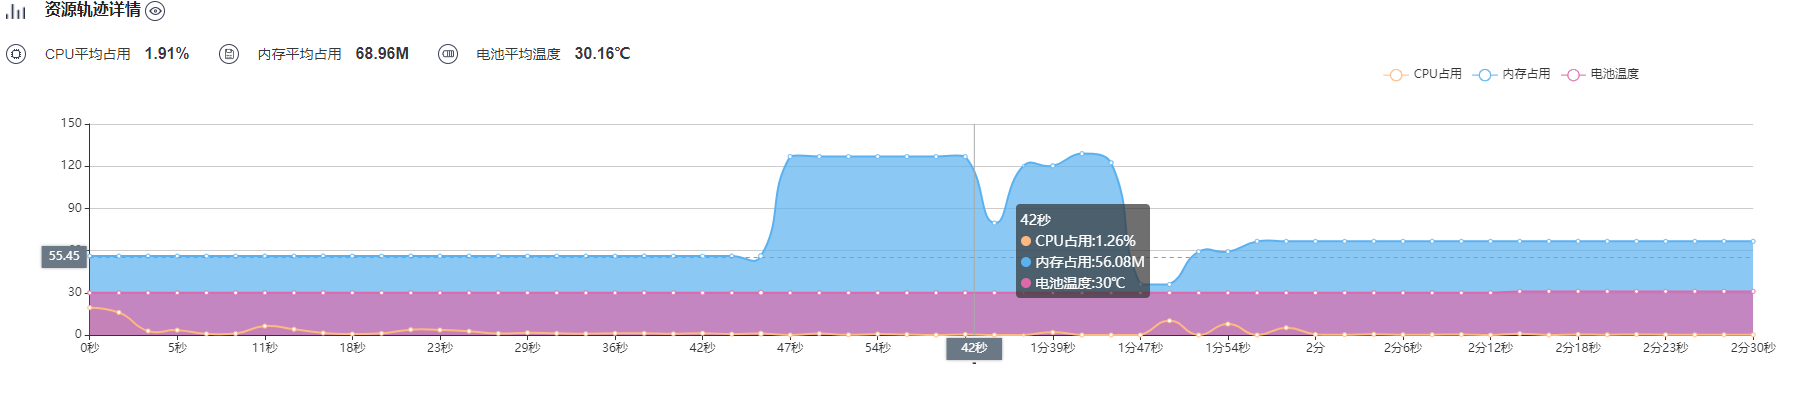 资源轨迹详情
CPU平均占用 1.91% 内存平均占用 68.96M 电池平均温度 30.16℃
CPU占用 内存占用 电池温度
150
120
90
55.45
30
0
42秒
CPU占用:1.26%
内存占用:56.08M
电池温度:30℃
0秒 5秒 11秒 18秒 23秒 29秒 36秒 42秒 47秒 54秒 42秒 1分39秒 1分47秒 1分54秒 2分 2分6秒 2分12秒 2分18秒 2分23秒 2分30秒